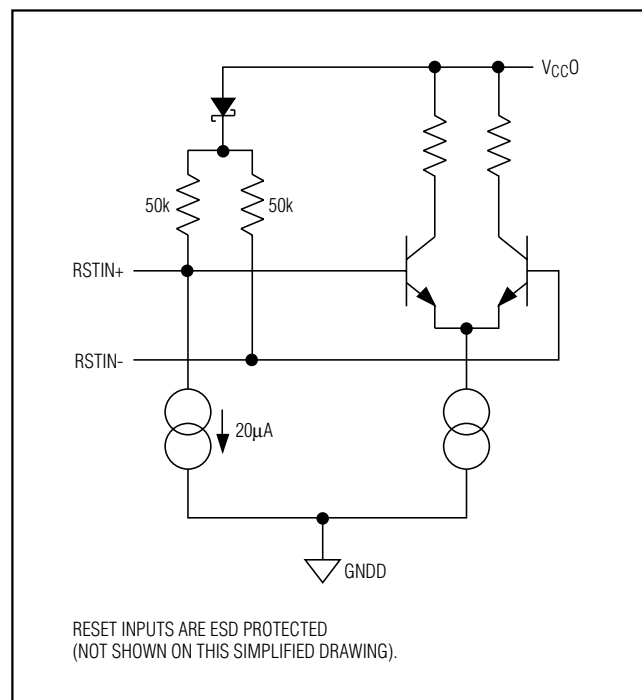 VCCO
50k
50k
RSTIN+
RSTIN-
20μA
GNDD
RESET INPUTS ARE ESD PROTECTED
(NOT SHOWN ON THIS SIMPLIFIED DRAWING).